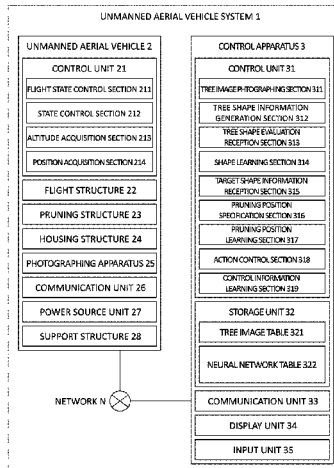 UNMANNED AERIAL VEHICLE SYSTEM 1
UNMANNED AERIAL VEHICLE 2
CONTROL UNIT 21
FLIGHT STATE CONTROL SECTION 211
STATE CONTROL SECTION 212
ALTITUDE ACQUISITION SECTION 213
POSITION ACQUISITION SECTION 214
FLIGHT STRUCTURE 22
PRUNING STRUCTURE 23
HOUSING STRUCTURE 24
PHOTOGRAPHING APPARATUS 25
COMMUNICATION UNIT 26
POWER SOURCE UNIT 27
SUPPORT STRUCTURE 28
NETWORK N
CONTROL APPARATUS 3
CONTROL UNIT 31
TREE IMAGE PHTOGRAPHING SECTION 311
TREE SHAPE INFORMATION
GENERATION SECTION 312
TREE SHAPE EVALUATION
RECEPTION SECTION 313
SHAPE LEARNING SECTION 314
TARGET SHAPE INFORMATION
RECEPTION SECTION 315
PRUNING POSITION
SPECIFICATION SECTION 316
PRUNING POSITION
LEARNING SECTION 317
ACTION CONTROL SECTION 318
CONTROL INFORMATION
LEARNING SECTION 319
STORAGE UNIT 32
TREE IMAGE TABLE 321
NEURAL NETWORK TABLE 322
COMMUNICATION UNIT 33
DISPLAY UNIT 34
INPUT UNIT 35